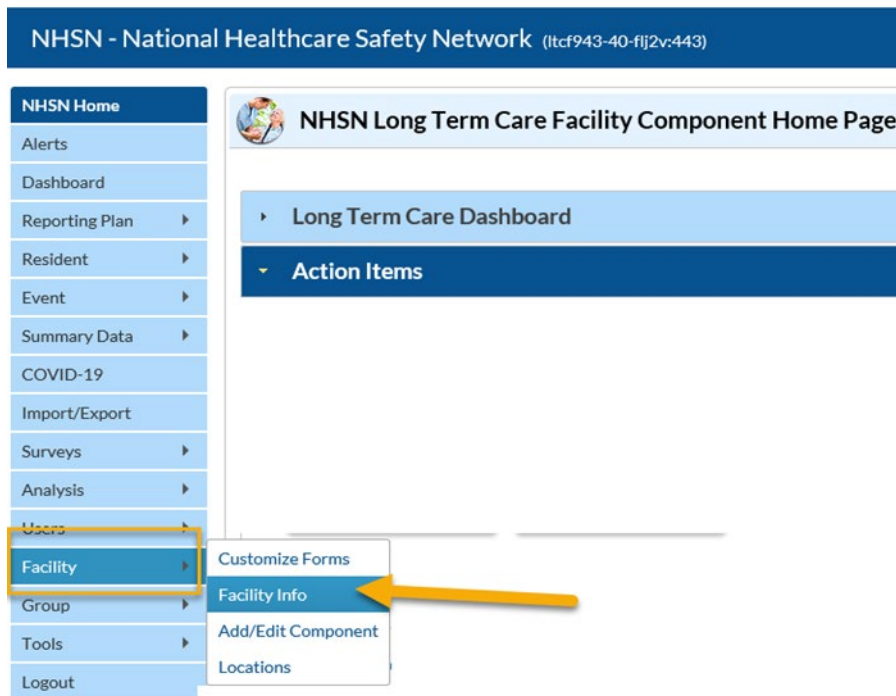 NHSN - National Healthcare Safety Network (ltcf943-40-flj2v:443)
NHSN Home
Alerts
Dashboard
Reporting Plan
Resident
Event
Summary Data
COVID-19
Import/Export
Surveys
Analysis
Users
Facility
Group
Tools
Logout
NHSN Long Term Care Facility Component Home Page
Long Term Care Dashboard
Action Items
Customize Forms
Facility Info
Add/Edit Component
Locations